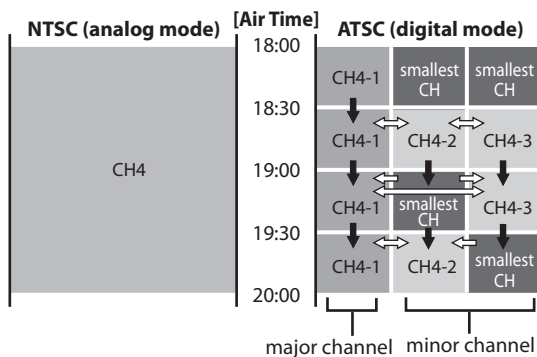 NTSC (analog mode)
[Air Time]
ATSC (digital mode)
18:00
CH4-1
smallest
CH
smallest
CH
18:30
CH4-1
CH4-2
CH4-3
CH4
19:00
CH4-1
smallest
CH
CH4-3
19:30
CH4-1
CH4-2
smallest
CH
20:00
major channel
minor channel